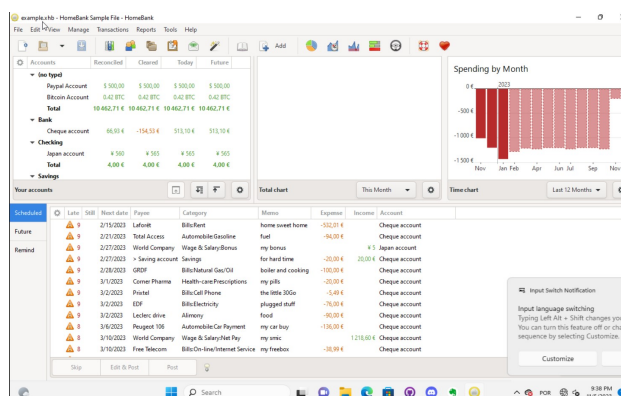 example.xhb - HomeBank Sample File - HomeBank
File Edit View Manage Transactions Reports Tools Help
Add
Accounts Reconciled Cleared Today Future
(no type)
Paypal Account $ 500,00 $ 500,00 $ 500,00
Bitcoin Account 0.42 BTC 0.42 BTC 0.42 BTC
Total 10 462,71 € 10 462,71 € 10 462,71 € 10 462,71 €
Bank
Cheque account 66,93 € -154,53 € 513,10 € 513,10 €
Checking
Japan account ¥ 560 ¥ 565 ¥ 565 ¥ 565
Total 4,00 € 4,00 € 4,00 € 4,00 €
Savings
Your accounts
Total chart This Month
Spending by Month
0 €
2023
-500 €
-1 000 €
-1 500 €
Nov Jan Feb Apr Jun Jul Sep Nov
Time chart Last 12 Months
Scheduled
Future
Remind
Late Still Next date Payee Category Memo Expense Income Account
9 2/15/2023 Laforêt Bills:Rent home sweet home -532,01 € Cheque account
9 2/21/2023 Total Access Automobile:Gasoline fuel -94,00 € Cheque account
9 2/27/2023 World Company Wage & Salary:Bonus my bonus ¥ 5 Japan account
9 2/27/2023 > Saving account Savings for hard time -20,00 € 20,00 € Cheque account
9 2/28/2023 GRDF Bills:Natural Gas/Oil boiler and cooking -100,00 € Cheque account
9 3/1/2023 Corner Pharma Health-care:Prescriptions my pills -20,00 € Cheque account
8 3/2/2023 Prixtel Bills:Cell Phone the little 30Go -5,49 € Cheque account
8 3/2/2023 EDF Bills:Electricity plugged stuff -76,00 € Cheque account
8 3/2/2023 Leclerc drive Alimony food -90,00 € Cheque account
8 3/6/2023 Peugeot 106 Automobile:Car Payment my car buy -136,00 € Cheque account
8 3/10/2023 World Company Wage & Salary:Net Pay my smic 1 218,60 € Cheque account
8 3/10/2023 Free Telecom Bills:On-line/Internet Service my freebox -38,99 € Cheque account
Skip Edit & Post Post
Input Switch Notification
Input language switching
Typing Left Alt + Shift changes you
You can turn this feature off or cha
sequence by selecting Customize.
Customize
Search
POR
9:38 PM